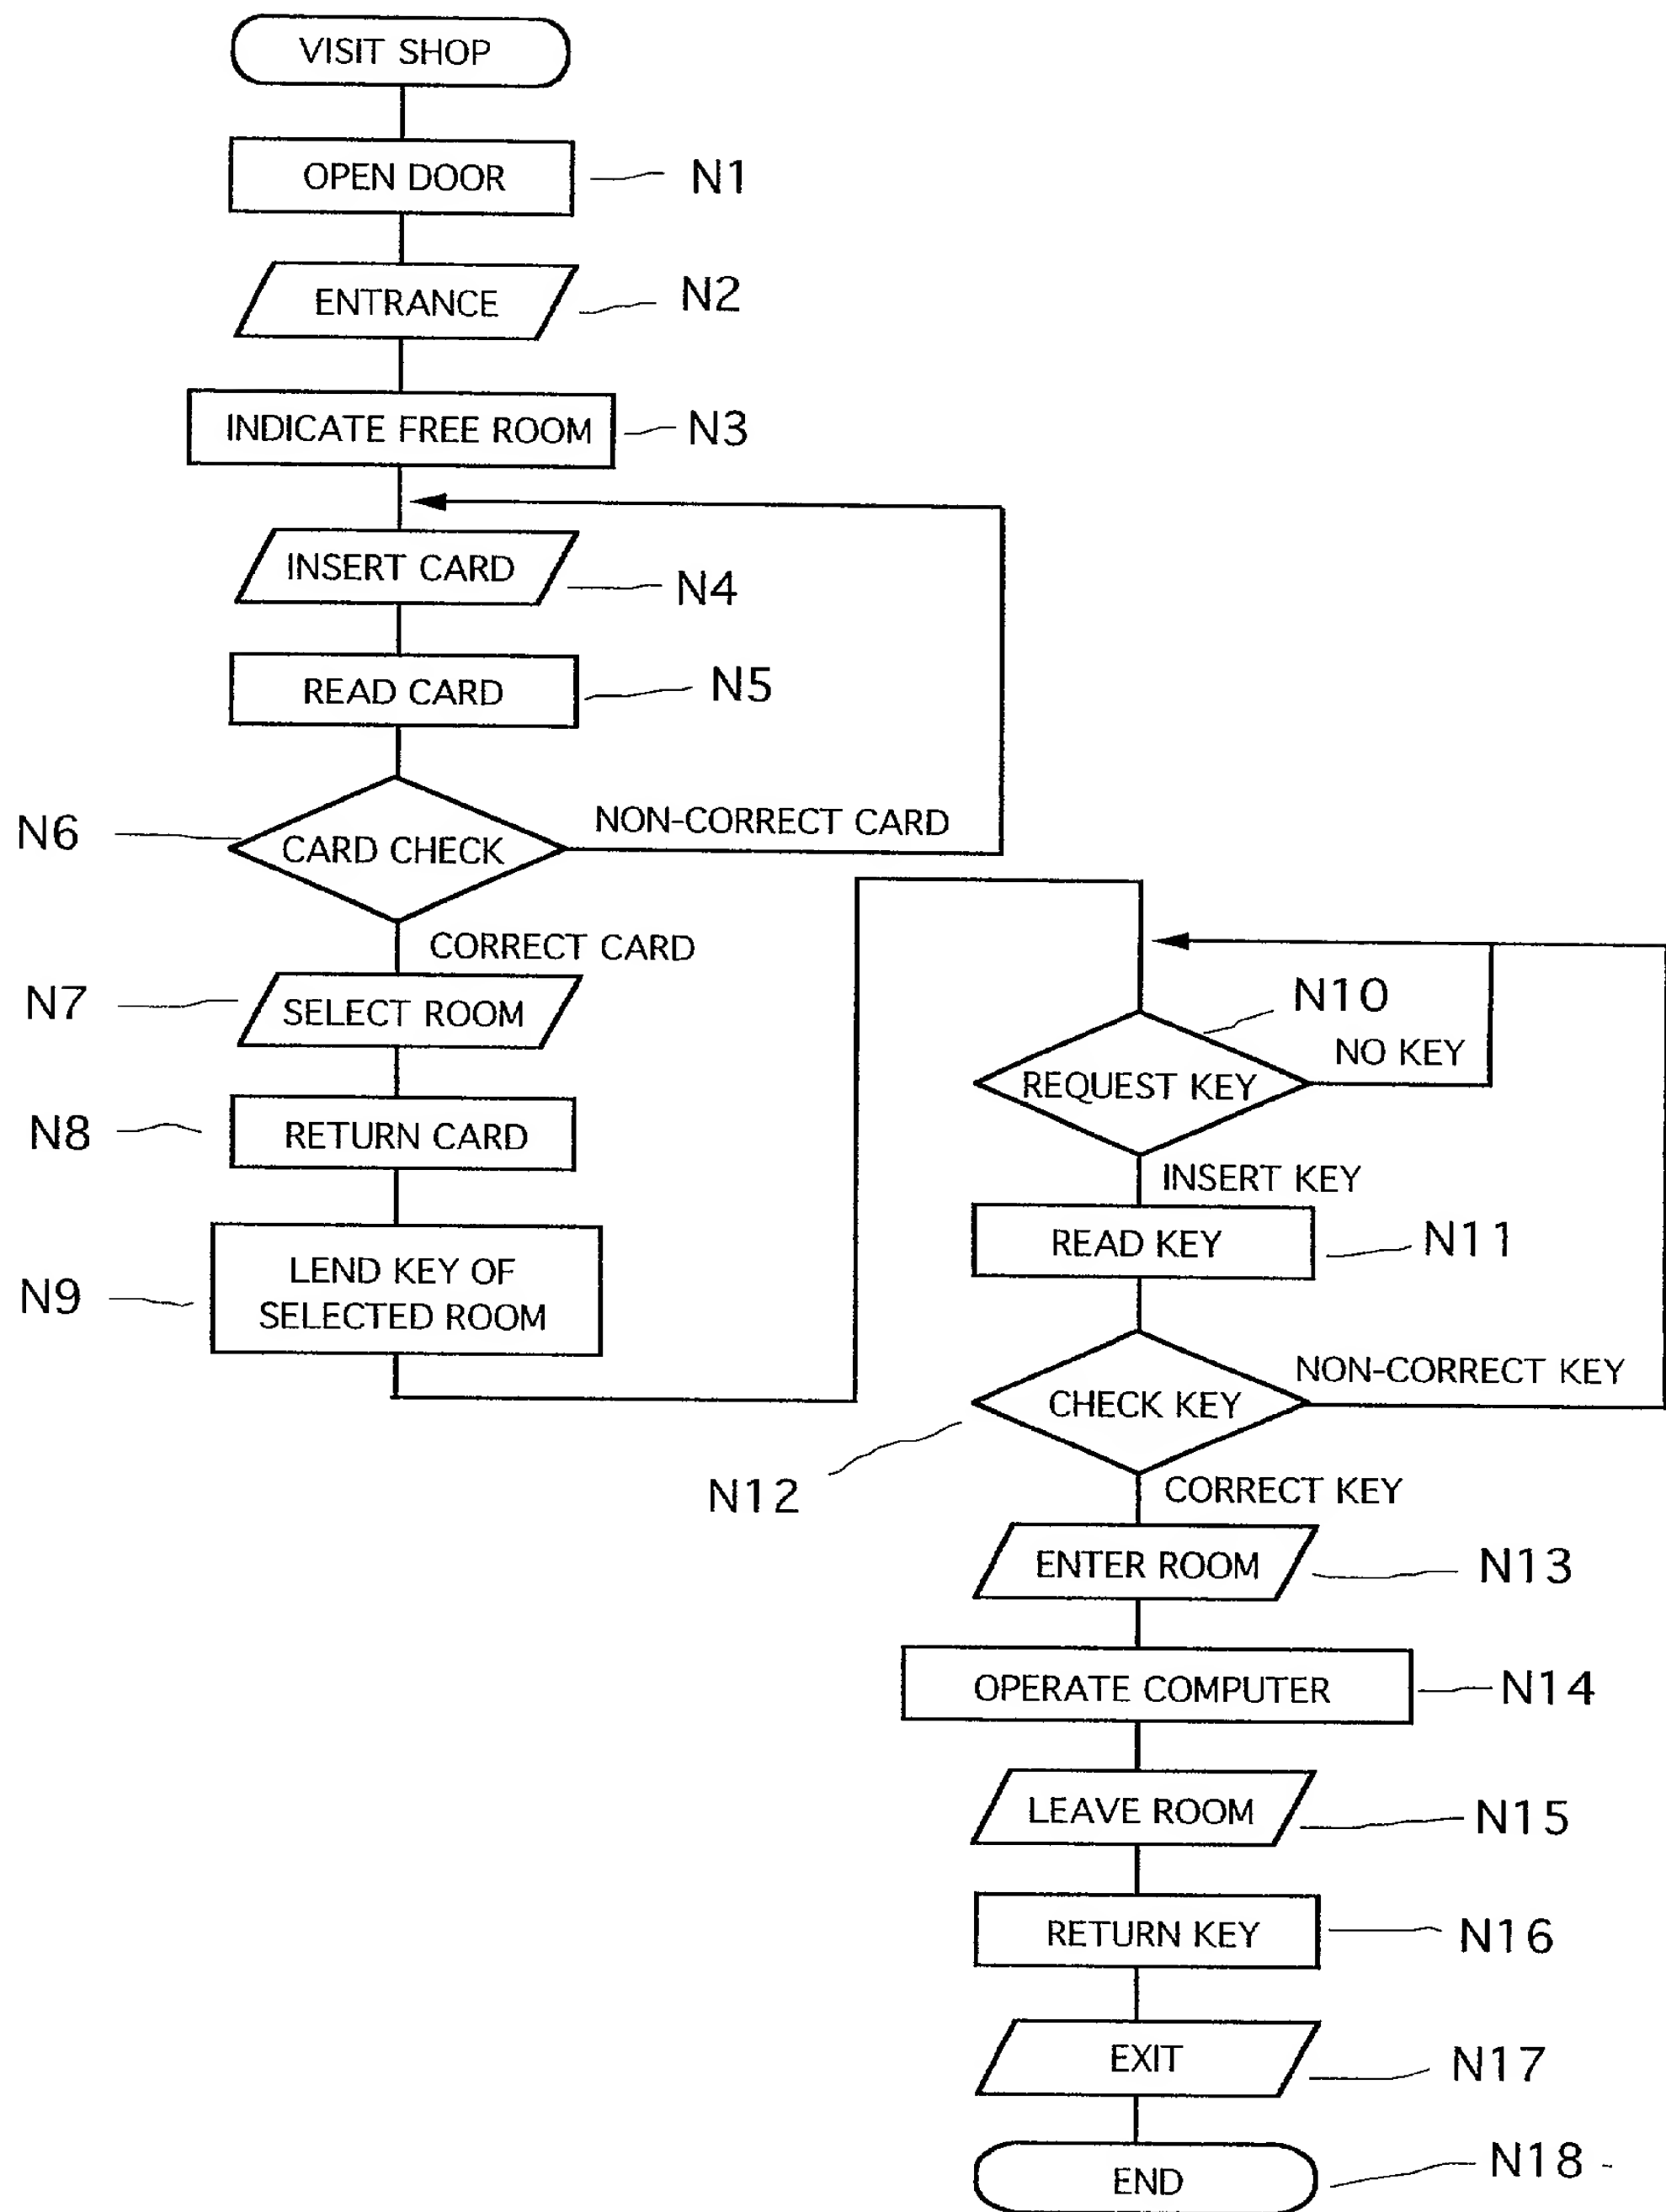 VISIT SHOP
OPEN DOOR
N1
ENTRANCE
N2
INDICATE FREE ROOM
N3
INSERT CARD
N4
READ CARD
N5
N6
CARD CHECK
NON-CORRECT CARD
CORRECT CARD
N7
SELECT ROOM
N8
RETURN CARD
N9
LEND KEY OF
SELECTED ROOM
N10
REQUEST KEY
NO KEY
INSERT KEY
READ KEY
N11
CHECK KEY
NON-CORRECT KEY
N12
CORRECT KEY
ENTER ROOM
N13
OPERATE COMPUTER
N14
LEAVE ROOM
N15
RETURN KEY
N16
EXIT
N17
END
N18